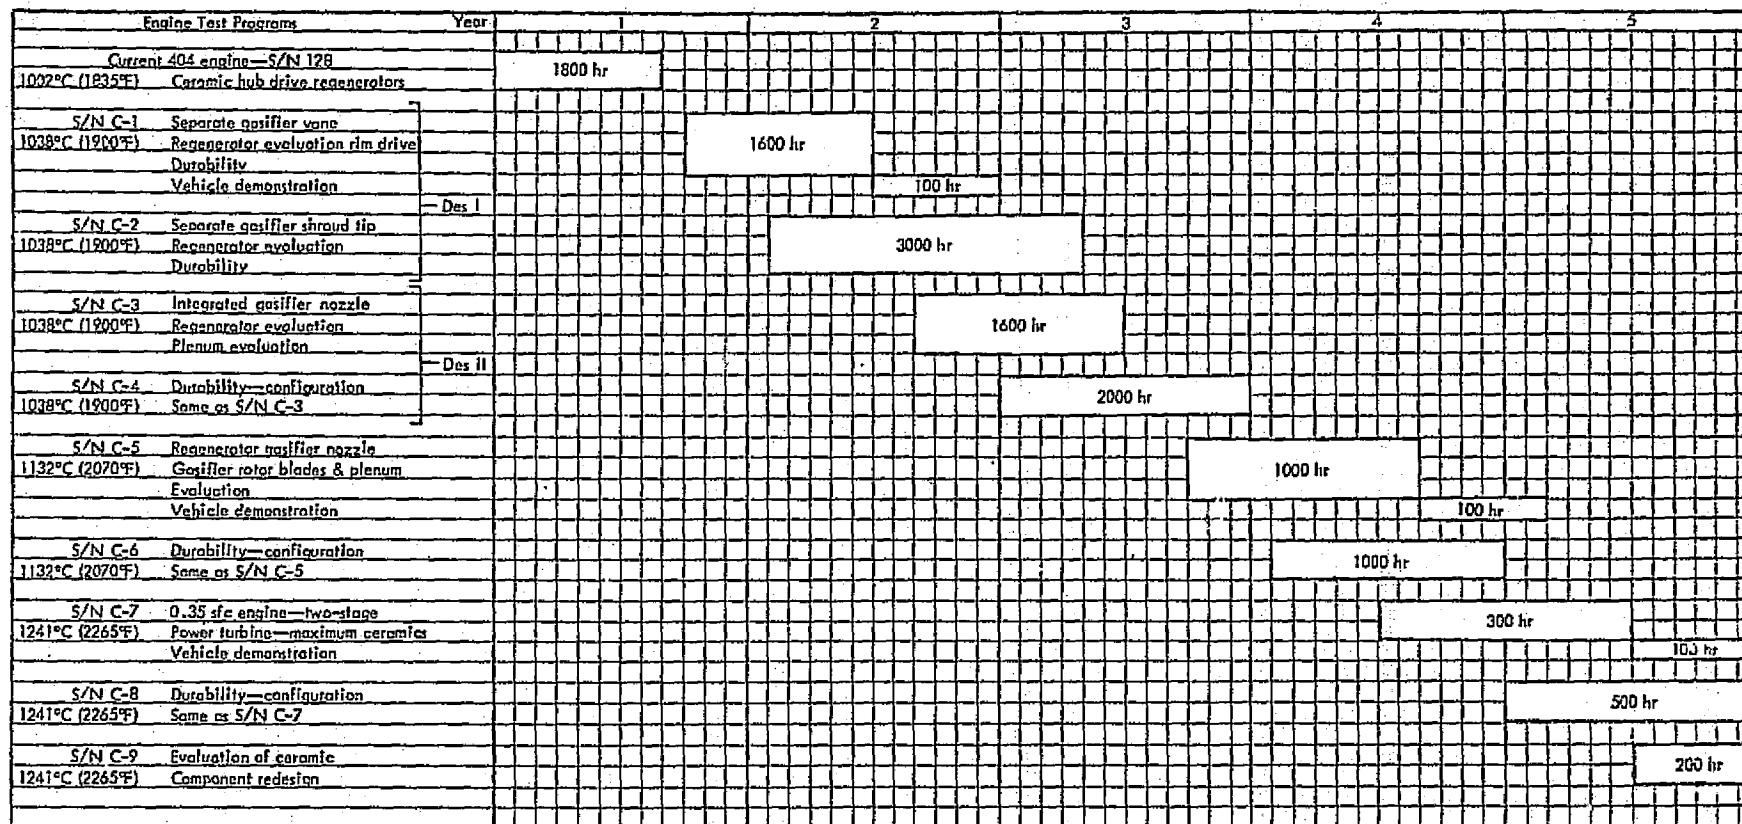 Engine Test Programs Year 1 2 3 4 5
Current 404 engine—S/N 128
1002°C (1835°F) Ceramic hub drive regenerators
1800 hr
S/N C-1 Separate gasifier vane
1038°C (1900°F) Regenerator evaluation rim drive
Durability
Vehicle demonstration
1600 hr
100 hr
Des I
S/N C-2 Separate gasifier shroud tip
1038°C (1900°F) Regenerator evaluation
Durability
3000 hr
S/N C-3 Integrated gasifier nozzle
1038°C (1900°F) Regenerator evaluation
Plenum evaluation
1600 hr
Des II
S/N C-4 Durability—configuration
1038°C (1900°F) Same as S/N C-3
2000 hr
S/N C-5 Regenerator gasifier nozzle
1132°C (2070°F) Gasifier rotor blades & plenum
Evaluation
Vehicle demonstration
1000 hr
100 hr
S/N C-6 Durability—configuration
1132°C (2070°F) Same as S/N C-5
1000 hr
S/N C-7 0.35 sfc engine—two-stage
1241°C (2265°F) Power turbine—maximum ceramics
Vehicle demonstration
300 hr
100 hr
S/N C-8 Durability—configuration
1241°C (2265°F) Same as S/N C-7
500 hr
S/N C-9 Evaluation of ceramic
1241°C (2265°F) Component redesign
200 hr